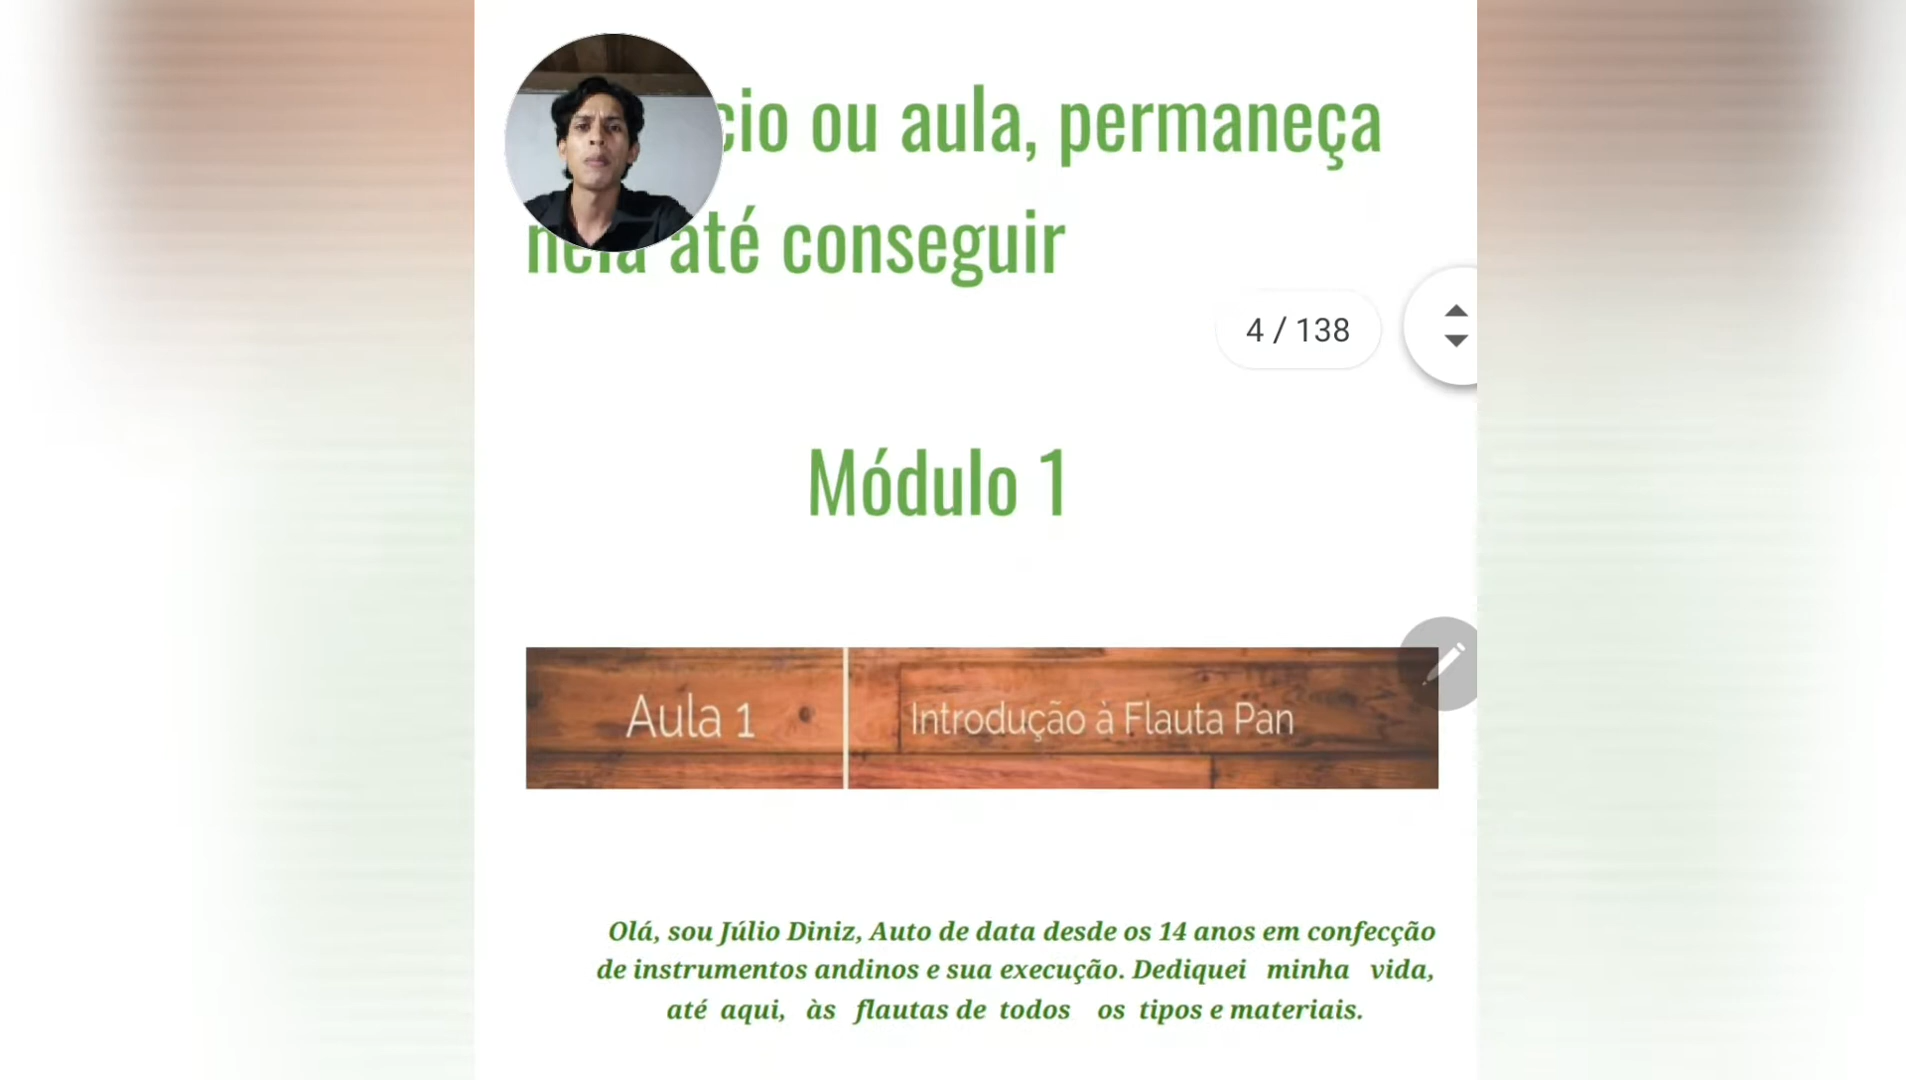 cio ou aula, permaneça
nela até conseguir
4 / 138
Módulo 1
Aula 1
Introdução à Flauta Pan
Olá, sou Júlio Diniz, Auto de data desde os 14 anos em confecção
de instrumentos andinos e sua execução. Dediquei minha vida,
até aqui, às flautas de todos os tipos e materiais.